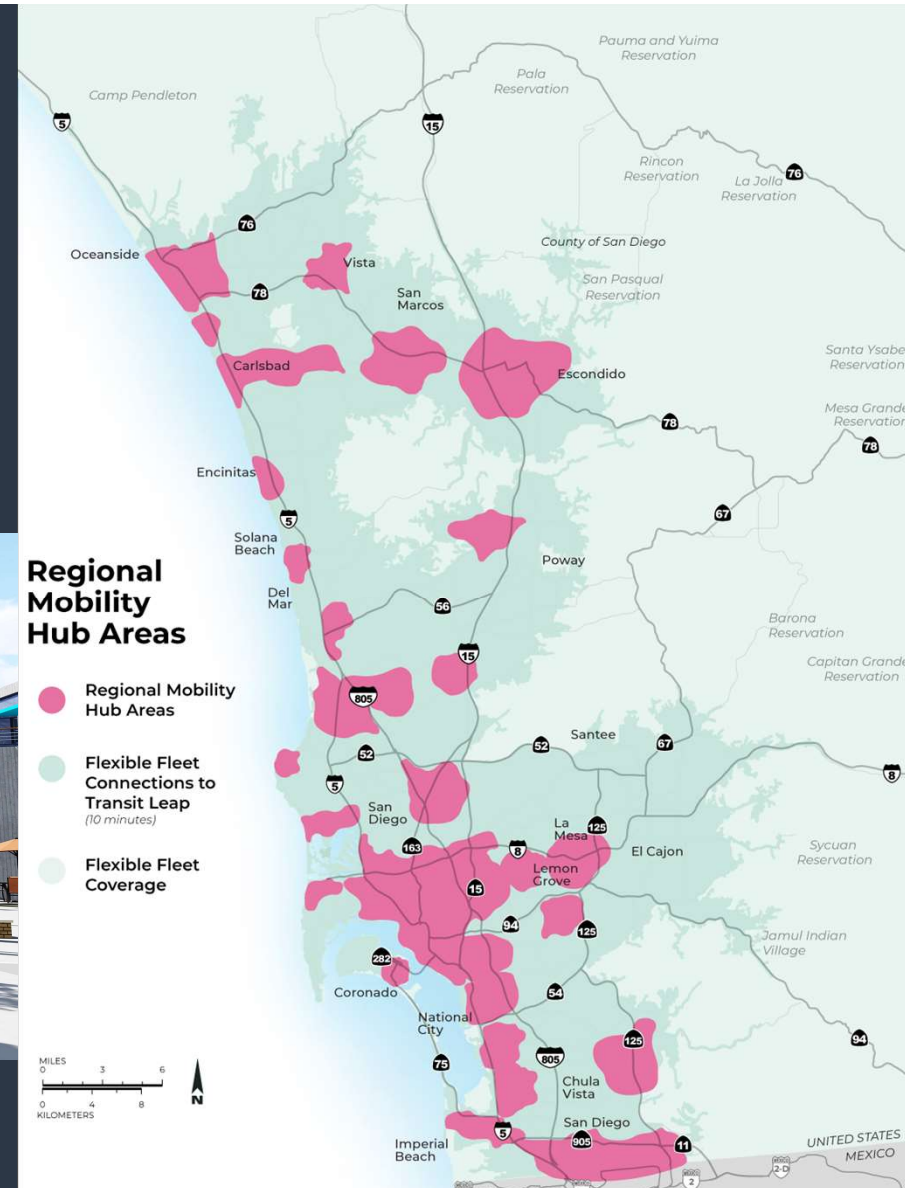 Pauma and Yuima
Reservation
Pala
Reservation
Camp Pendleton
5
15
Rincon
Reservation
La Jolla
Reservation
76
76
Oceanside
County of San Diego
Vista
78
San
Marcos
San Pasqual
Reservation
Carlsbad
Escondido
Santa Ysabe
Reservation
78
Mesa Grande
Reservation
78
Encinitas
5
67
Solana
Beach
Poway
Del
Mar
56
Barona
Reservation
15
Capitan Grande
Reservation
Regional
Mobility
Hub Areas
Regional Mobility
Hub Areas
Flexible Fleet
Connections to
Transit Leap
(10 minutes)
Flexible Fleet
Coverage
805
Santee
52
52
67
5
8
San
Diego
La
Mesa
125
163
8
El Cajon
Sycuan
Reservation
Lemon
Grove
15
94
125
Jamul Indian
Village
282
Coronado
54
National
City
94
125
805
75
Chula
Vista
San Diego
5
905
11
Imperial
Beach
UNITED STATES
MEXICO
2
2-D
MILES
0 3 6
0 4 8
KILOMETERS
N